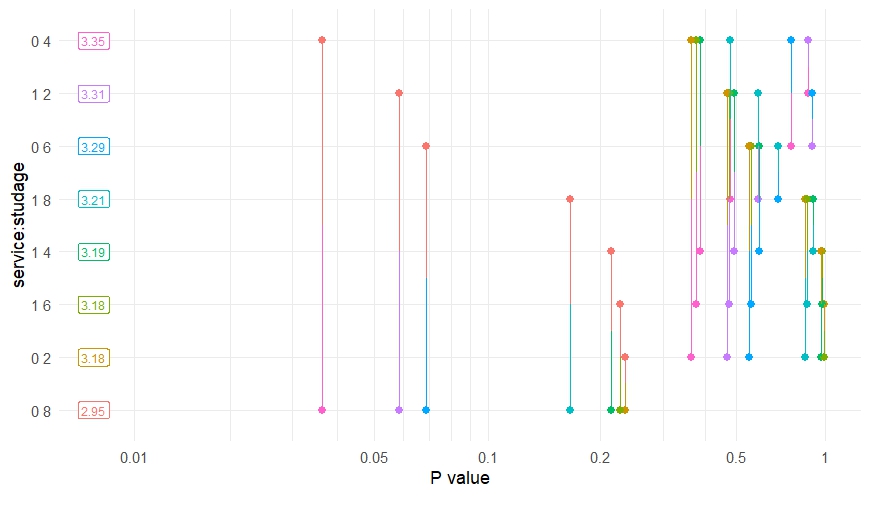 0 4 3.35
1 2 3.31
0 6 3.29
1 8 3.21
1 4 3.19
1 6 3.18
0 2 3.18
0 8 2.95
service:studage
0.01 0.05 0.1 0.2 0.5 1
P value